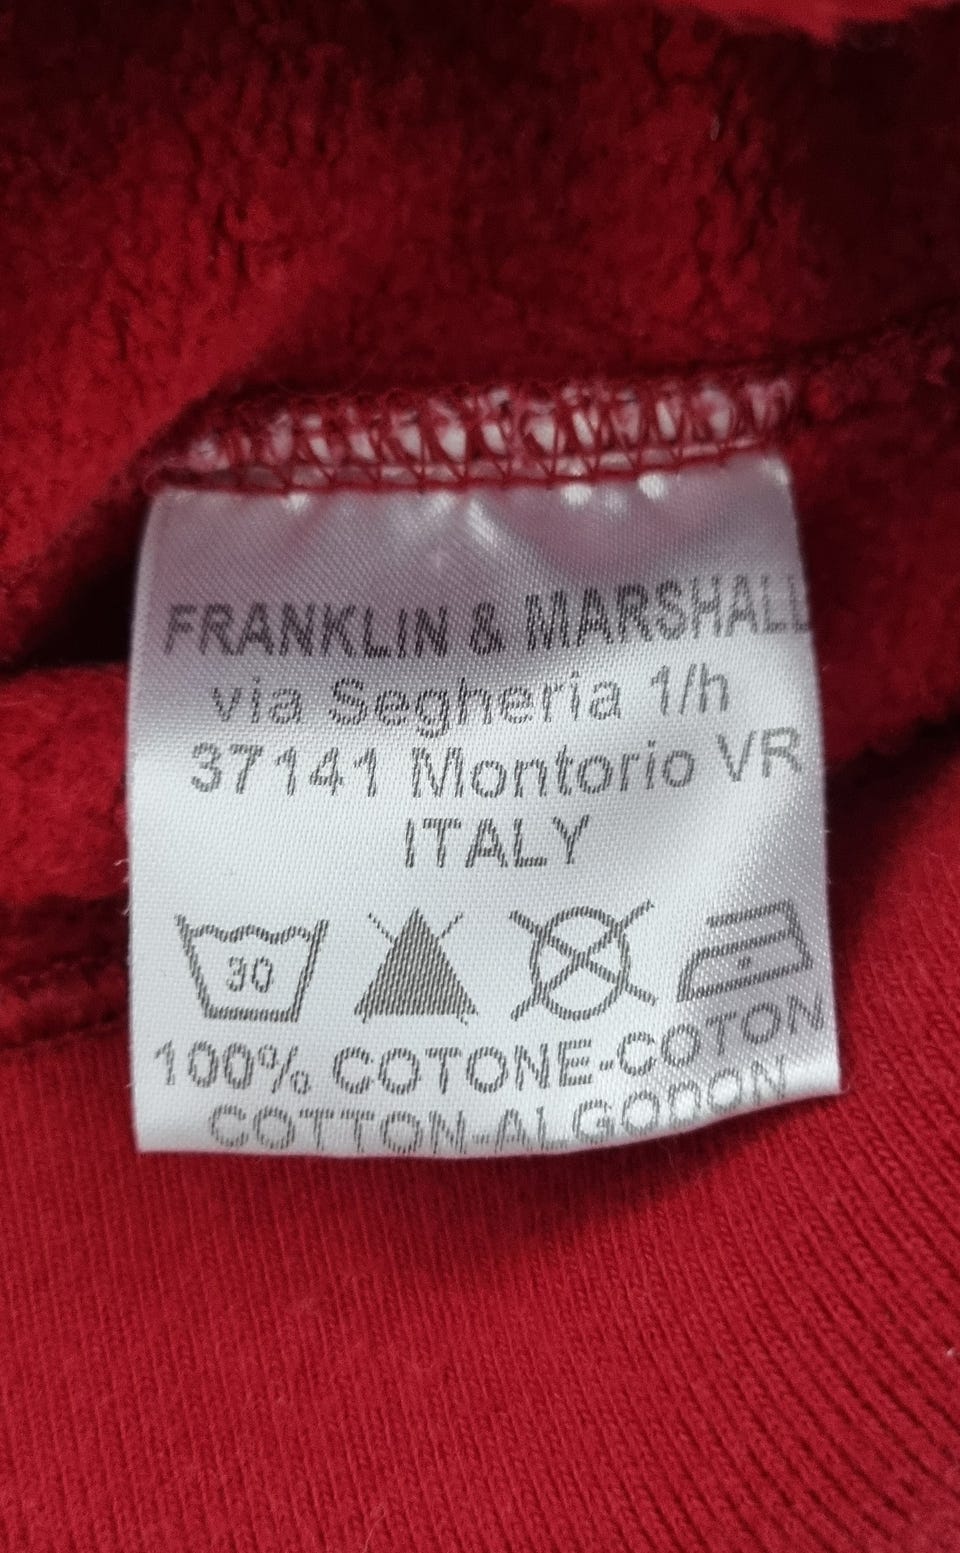 FRANKLIN & MARSHALL
via Segheria 1/h
37141 Montorio VR
ITALY
30
100% COTONE-COTON
COTTON-ALGODON